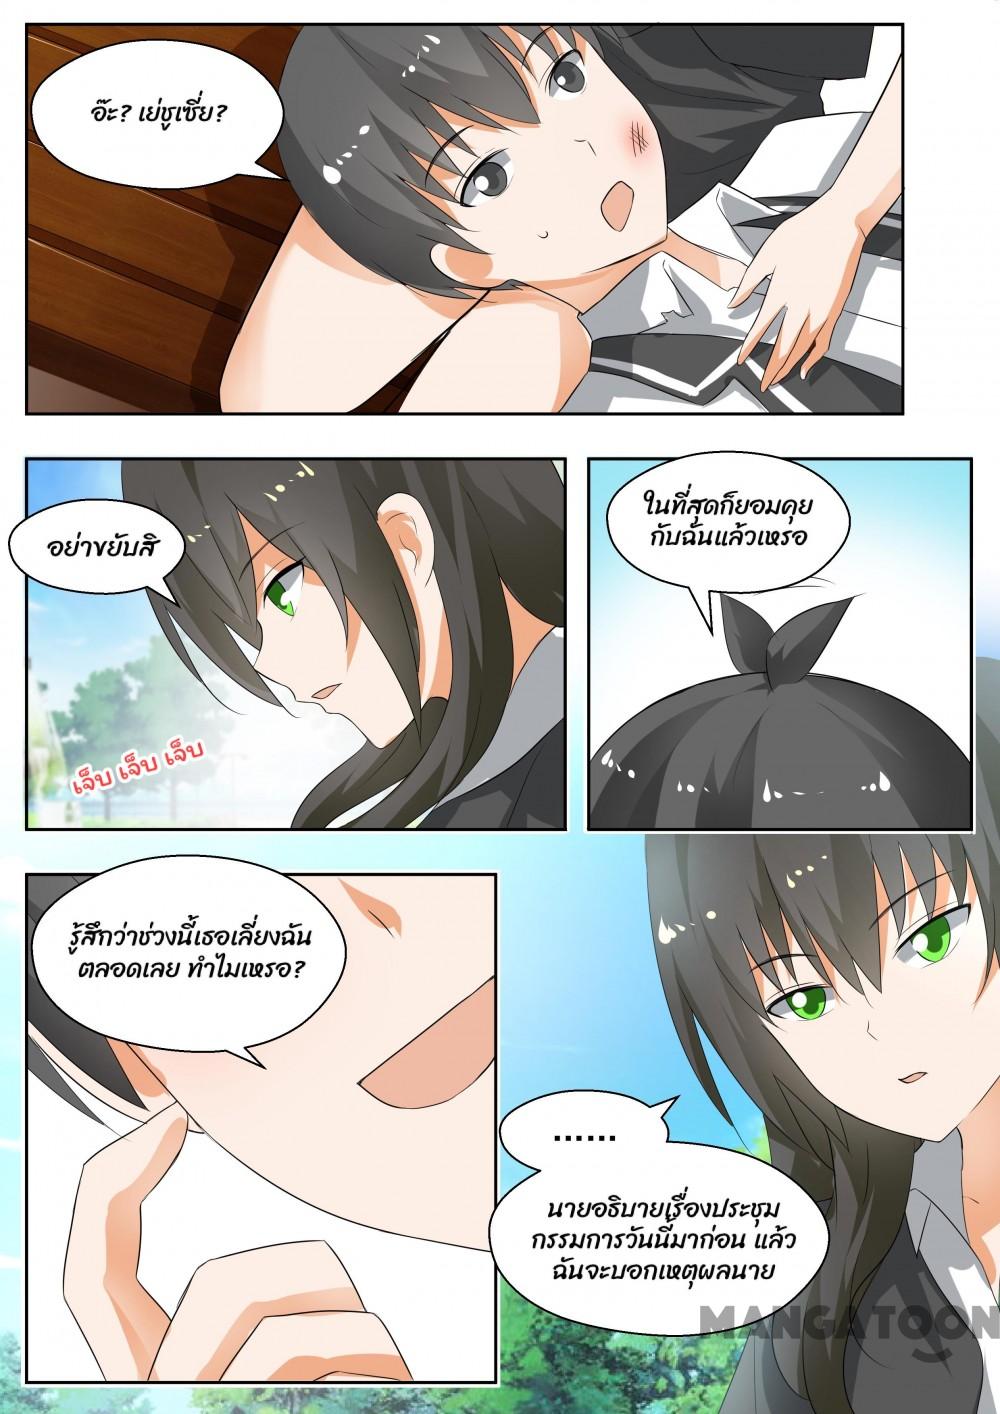 อ๊ะ? เย่ชูเซี่ย?
อย่าขยับสิ
เจ็บ เจ็บ เจ็บ
ในที่สุดก็ยอมคุย
กับฉันแล้วเหรอ
รู้สึกว่าช่วงนี้เธอเลี่ยงฉัน
ตลอดเลย ทำไมเหรอ?
......
นายอธิบายเรื่องประชุม
กรรมการวันนี้มาก่อน แล้ว
ฉันจะบอกเหตุผลนาย
MANGATOON